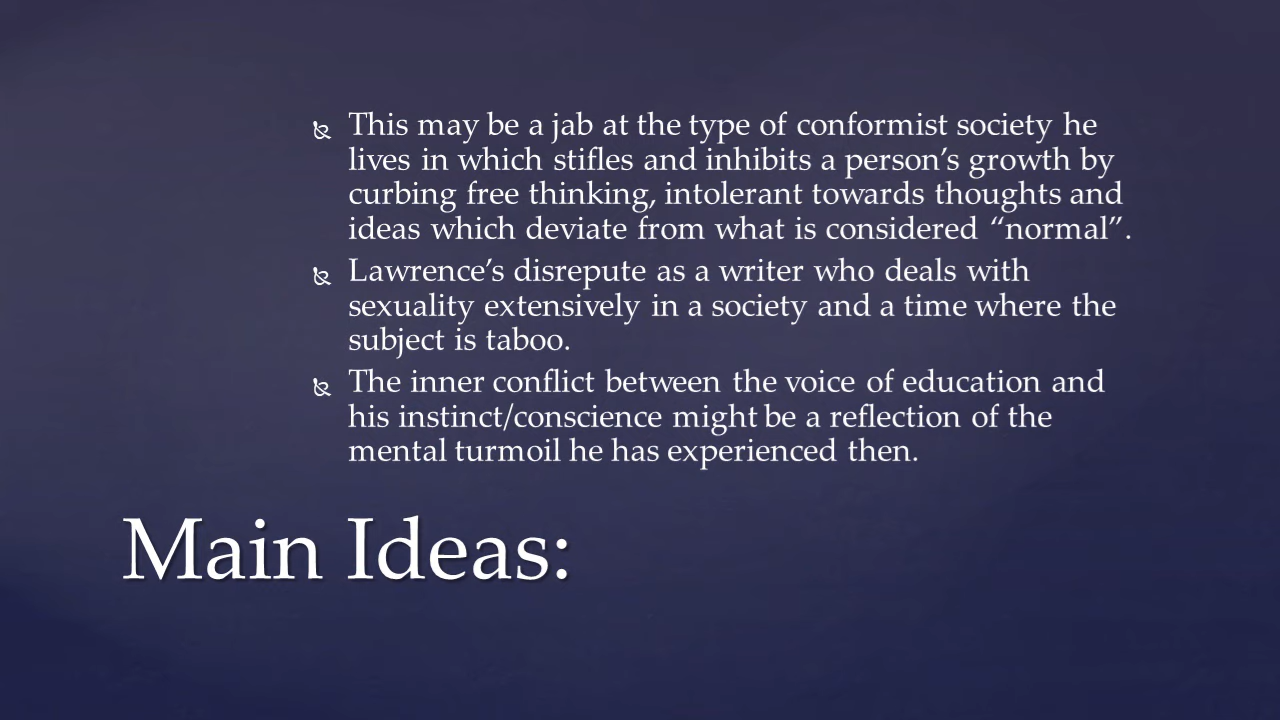 This may be a jab at the type of conformist society he
lives in which stifles and inhibits a person’s growth by
curbing free thinking, intolerant towards thoughts and
ideas which deviate from what is considered “normal”.
Lawrence’s disrepute as a writer who deals with
sexuality extensively in a society and a time where the
subject is taboo.
The inner conflict between the voice of education and
his instinct/conscience might be a reflection of the
mental turmoil he has experienced then.
Main Ideas: